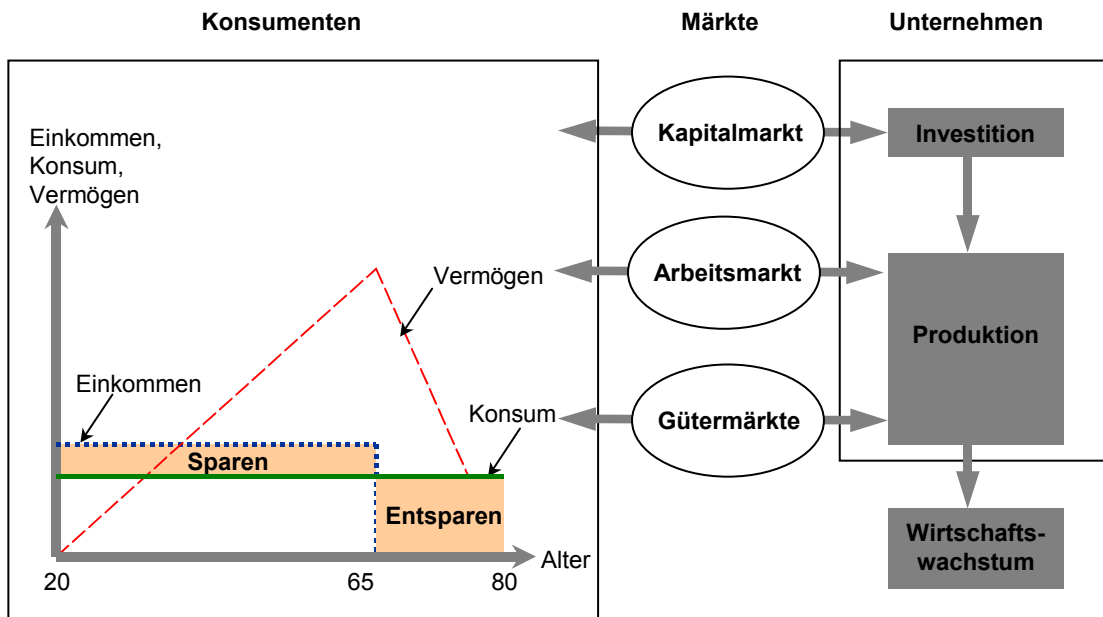 Konsumenten
Märkte
Unternehmen
Einkommen,
Konsum,
Vermögen
Kapitalmarkt
Investition
Arbeitsmarkt
Vermögen
Produktion
Einkommen
Konsum
Gütermärkte
Sparen
Entsparen
Alter
20
65
80
Wirtschafts-
wachstum